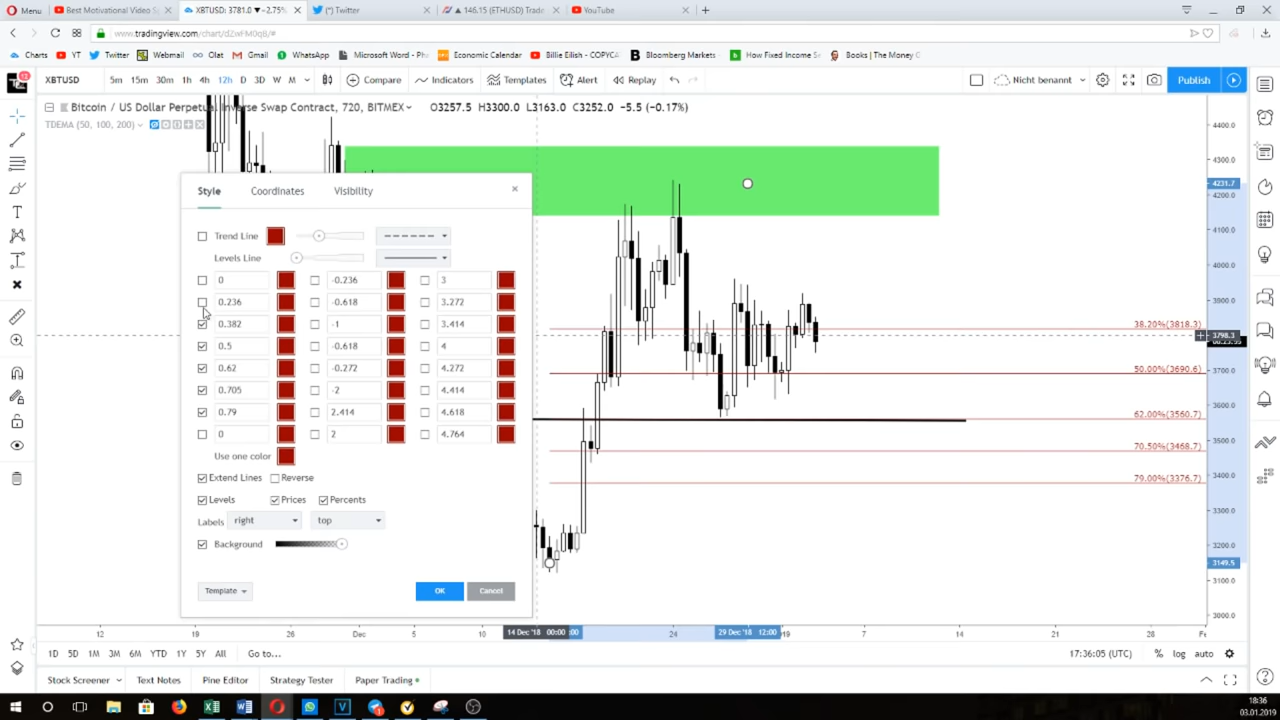 Menu
Best Motivational Video Sp
XBTUSD: 3781.0 ▼−2.75%
(*) Twitter
146.15 (ETHUSD) Trade
YouTube
www.tradingview.com/chart/dZwFM0qB/#
Charts
YT
Twitter
Webmail
Olat
Gmail
WhatsApp
Microsoft Word - Pr
Economic Calendar
Billie Eilish - COPYCA
Bloomberg Markets
How Fixed Income Se
Books | The Money C
XBTUSD
5m 15m 30m 1h 4h 12h D 3D W M
Compare
Indicators
Templates
Alert
Replay
Nicht benannt
Publish
Bitcoin / US Dollar Perpetual Inverse Swap Contract, 720, BITMEX
O3257.5 H3300.0 L3163.0 C3252.0 −5.5 (−0.17%)
TDEMA (50, 100, 200)
Style
Coordinates
Visibility
Trend Line
Levels Line
0 -0.236 3
0.236 -0.618 3.272
0.382 -1 3.414
0.5 -0.618 4
0.62 -0.272 4.272
0.705 -2 4.414
0.79 2.414 4.618
0 2 4.764
Use one color
Extend Lines
Reverse
Levels
Prices
Percents
Labels
right
top
Background
Template
OK
Cancel
38.20%(3818.3)
50.00%(3690.6)
62.00%(3560.7)
70.50%(3468.7)
79.00%(3376.7)
4400.0
4300.0
4231.7
4200.0
4100.0
4000.0
3900.0
3798.3
3700.0
3600.0
3500.0
3400.0
3300.0
3200.0
3149.5
3100.0
3000.0
12
19
26
Dec
5
10
14 Dec '18 00:00
:00
24
29 Dec '18 12:00
19
7
14
21
28
Fe
1D 5D 1M 3M 6M YTD 1Y 5Y All
Go to...
17:36:05 (UTC)
%
log
auto
Stock Screener
Text Notes
Pine Editor
Strategy Tester
Paper Trading
18:36
03.01.2019